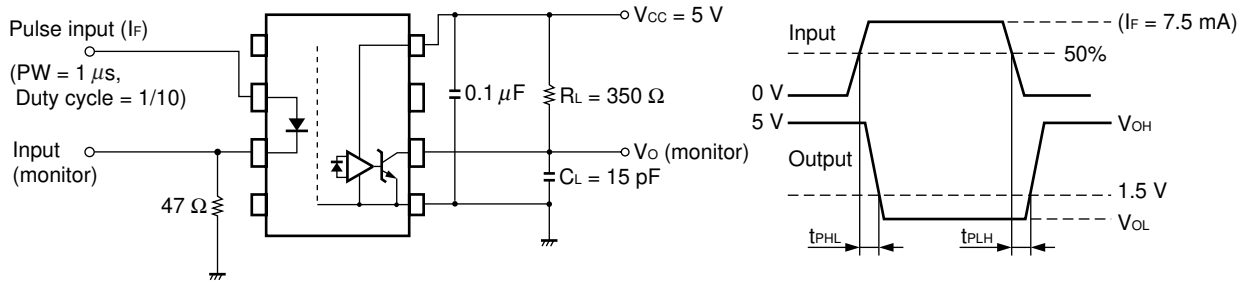 Pulse input (IF)
(PW = 1 μs,
Duty cycle = 1/10)
Input
(monitor)
47 Ω
VCC = 5 V
0.1 μF
RL = 350 Ω
VO (monitor)
CL = 15 pF
Input
(IF = 7.5 mA)
50%
0 V
5 V
VOH
Output
1.5 V
VOL
tPHL
tPLH